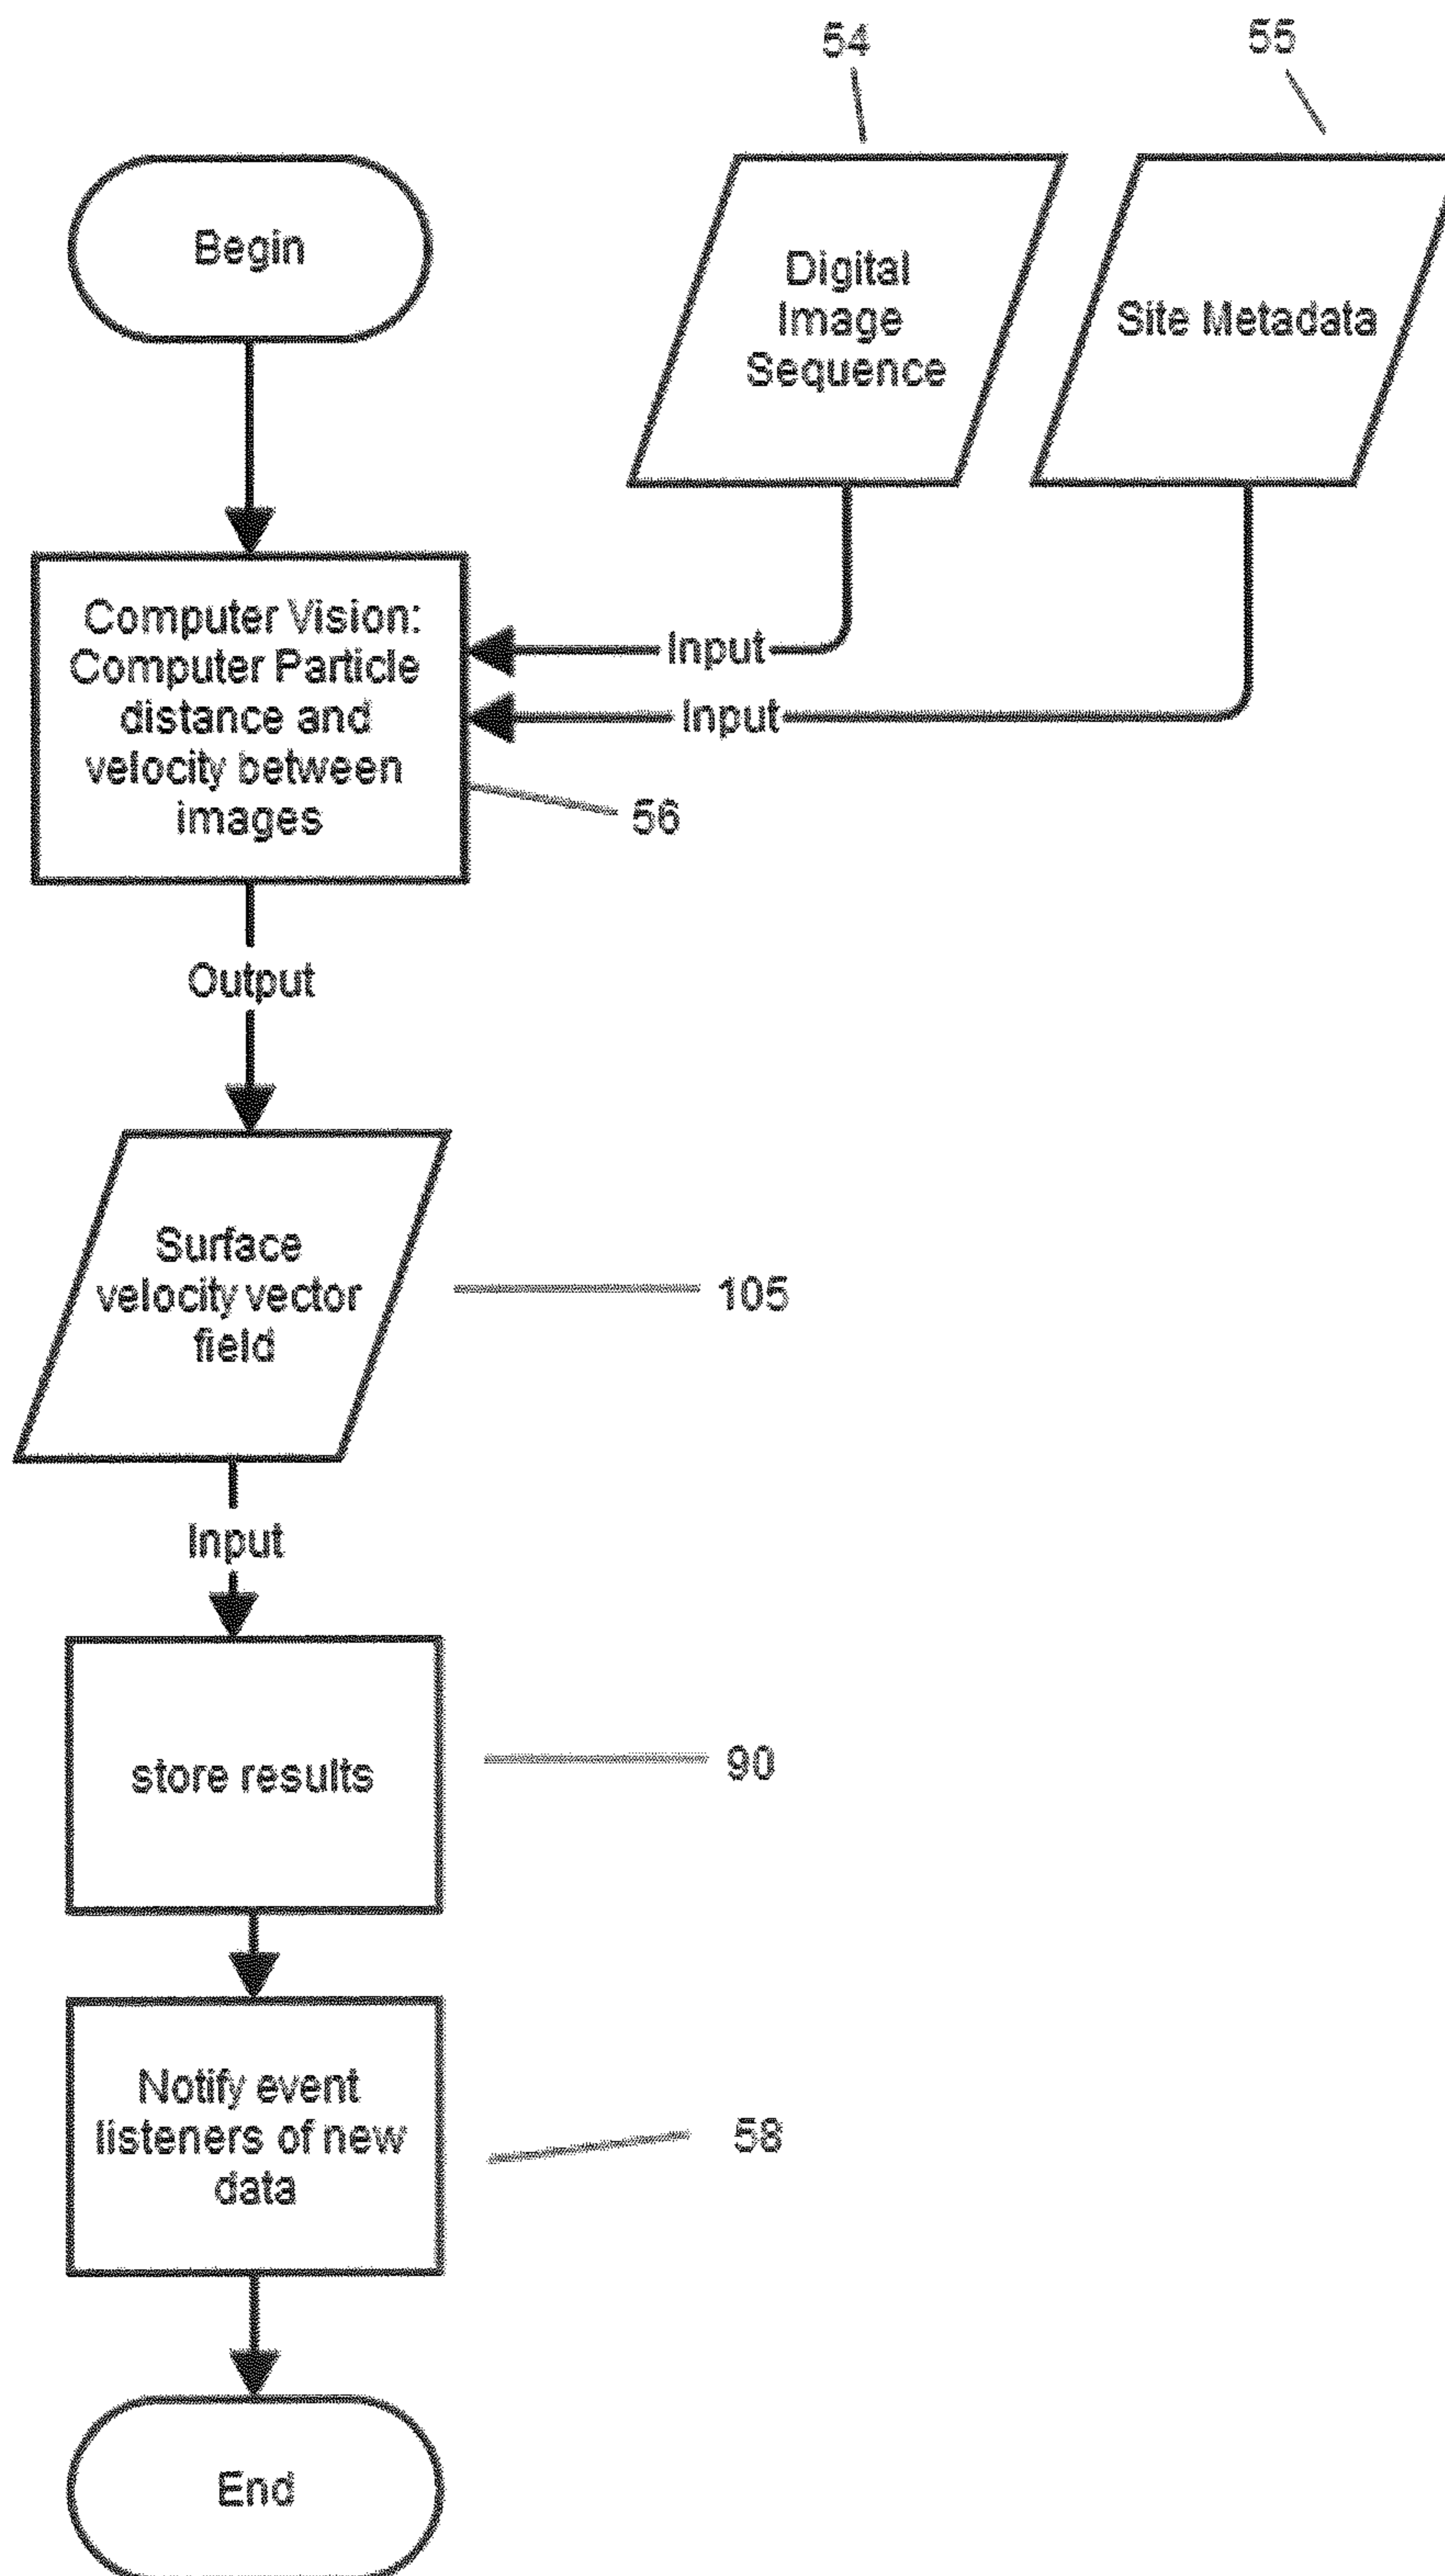 54
55
Begin
Digital
Image
Sequence
Site Metadata
Computer Vision:
Computer Particle
distance and
velocity between
images
Input
Input
56
Output
Surface
velocity vector
field
105
Input
store results
90
Notify event
listeners of new
data
58
End